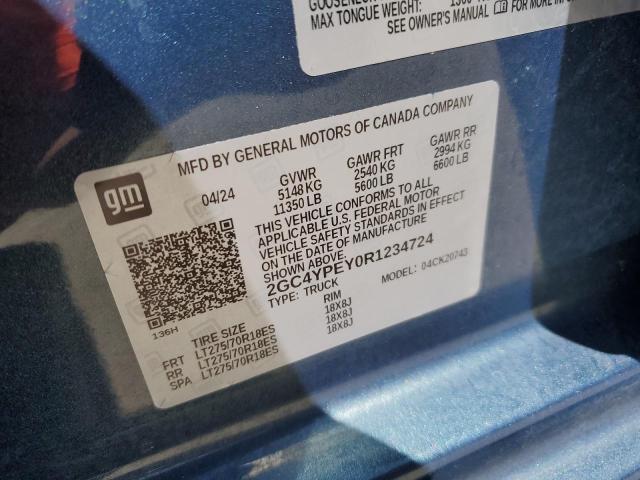 GOOSENECK
MAX TONGUE WEIGHT:
SEE OWNER'S MANUAL FOR MORE
gm
MFD BY GENERAL MOTORS OF CANADA COMPANY
04/24
GVWR GAWR FRT GAWR RR
5148 KG 2540 KG 2994 KG
11350 LB 5600 LB 6600 LB
THIS VEHICLE CONFORMS TO ALL
APPLICABLE U.S. FEDERAL MOTOR
VEHICLE SAFETY STANDARDS IN EFFECT
ON THE DATE OF MANUFACTURE
SHOWN ABOVE.
2GC4YPEY0R1234724
TYPE: TRUCK MODEL: 04CK20743
136H
TIRE SIZE RIM
FRT LT275/70R18ES 18X8J
RR LT275/70R18ES 18X8J
SPA LT275/70R18ES 18X8J